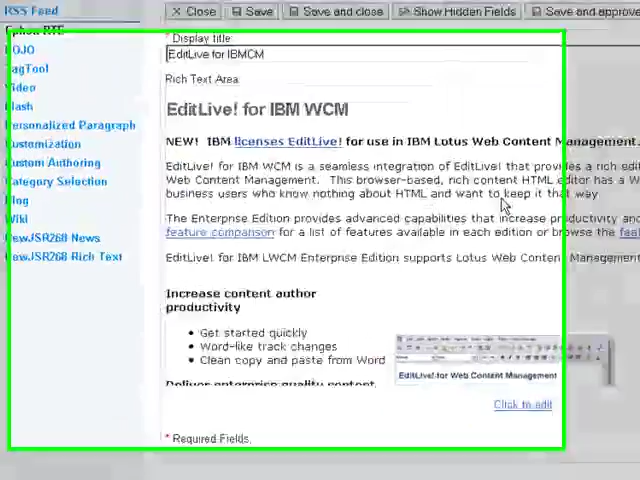 RSS Feed
Ephox RTE
DOJO
TagTool
Video
Flash
Personalized Paragraph
Customization
Custom Authoring
Category Selection
Blog
Wiki
NewJSR268 News
NewJSR268 Rich Text
Close
Save
Save and close
Show Hidden Fields
Save and approve
* Display title:
EditLive for IBMCM
Rich Text Area:
EditLive! for IBM WCM
NEW! IBM licenses EditLive! for use in IBM Lotus Web Content Management.
EditLive! for IBM WCM is a seamless integration of EditLive! that provides a rich edit
Web Content Management. This browser-based, rich content HTML editor has a W
business users who know nothing about HTML and want to keep it that way.
The Enterprise Edition provides advanced capabilities that increase productivity and
feature comparison for a list of features available in each edition or browse the feat
EditLive! for IBM LWCM Enterprise Edition supports Lotus Web Content Management
Increase content author
productivity
• Get started quickly
• Word-like track changes
• Clean copy and paste from Word
Deliver enterprise quality content
EditLive! for Web Content Management
Click to edit
* Required Fields.